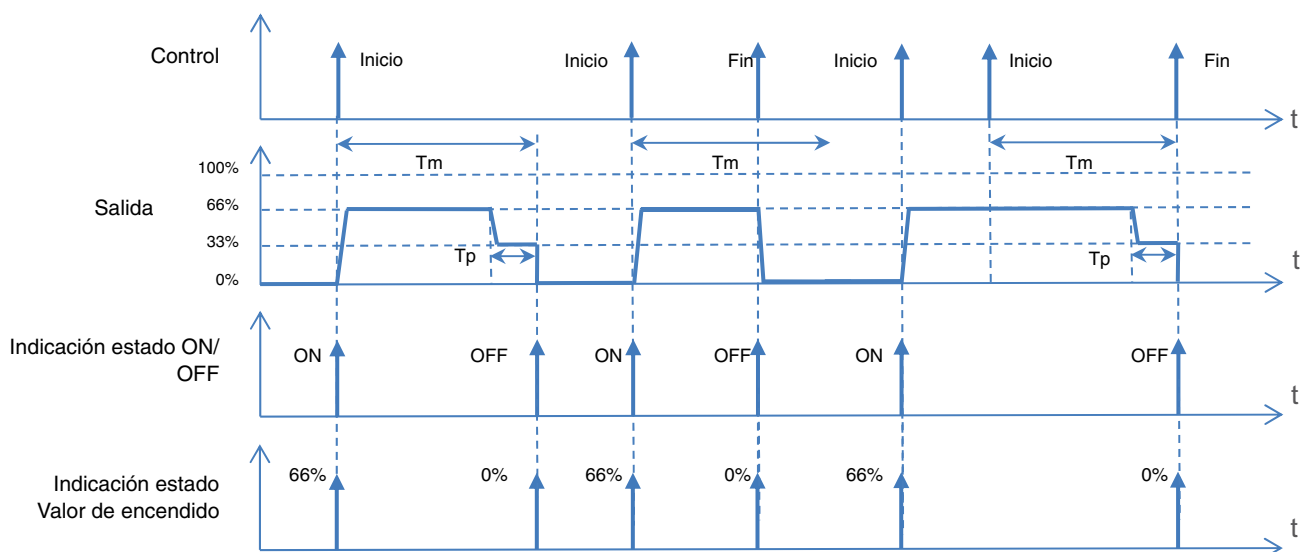 Control
Inicio
Inicio
Fin
Inicio
Inicio
Fin
t
Tm
Tm
Tm
100%
Salida
66%
33%
0%
Tp
Tp
t
Indicación estado ON/
OFF
ON
OFF
ON
OFF
ON
OFF
t
Indicación estado
Valor de encendido
66%
0%
66%
0%
66%
0%
t